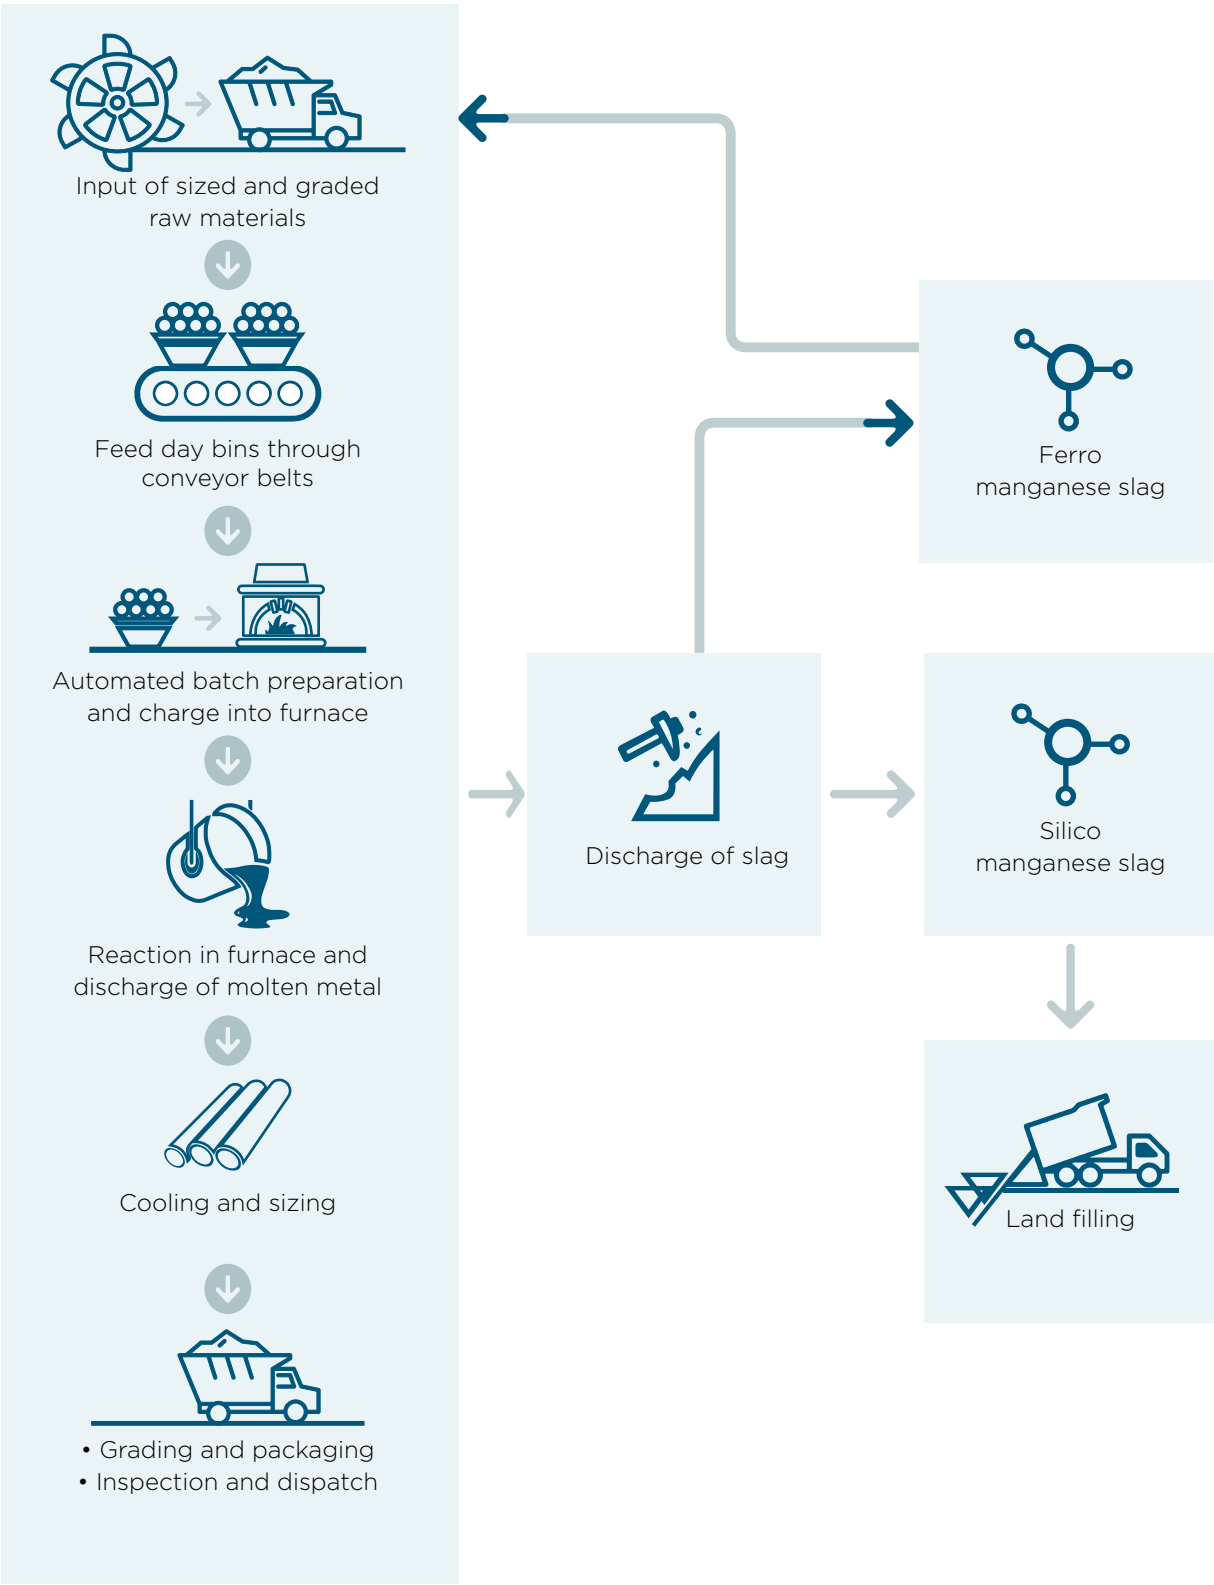 Input of sized and graded
raw materials
Feed day bins through
conveyor belts
Automated batch preparation
and charge into furnace
Reaction in furnace and
discharge of molten metal
Cooling and sizing
• Grading and packaging
• Inspection and dispatch
Discharge of slag
Ferro
manganese slag
Silico
manganese slag
Land filling